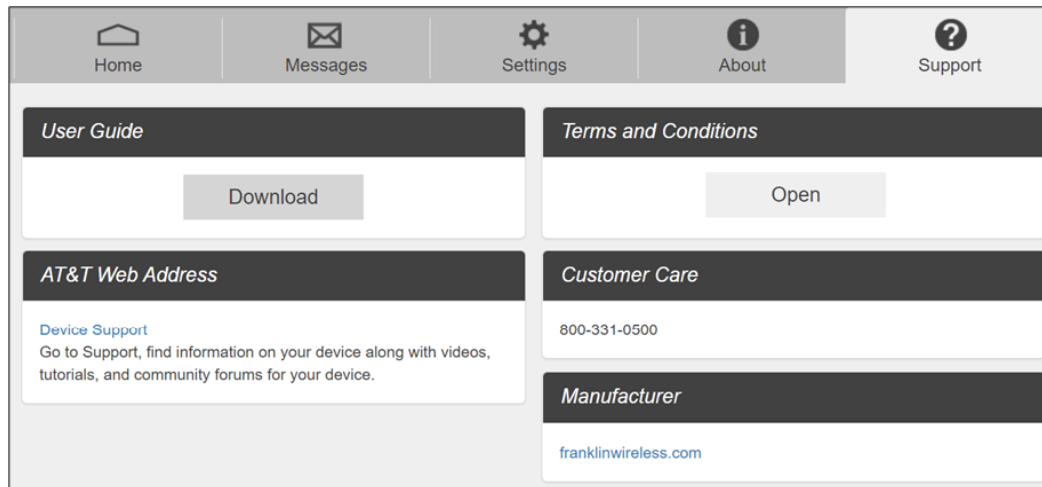 Home
Messages
Settings
About
Support
User Guide
Download
AT&T Web Address
Device Support
Go to Support, find information on your device along with videos,
tutorials, and community forums for your device.
Terms and Conditions
Open
Customer Care
800-331-0500
Manufacturer
franklinwireless.com